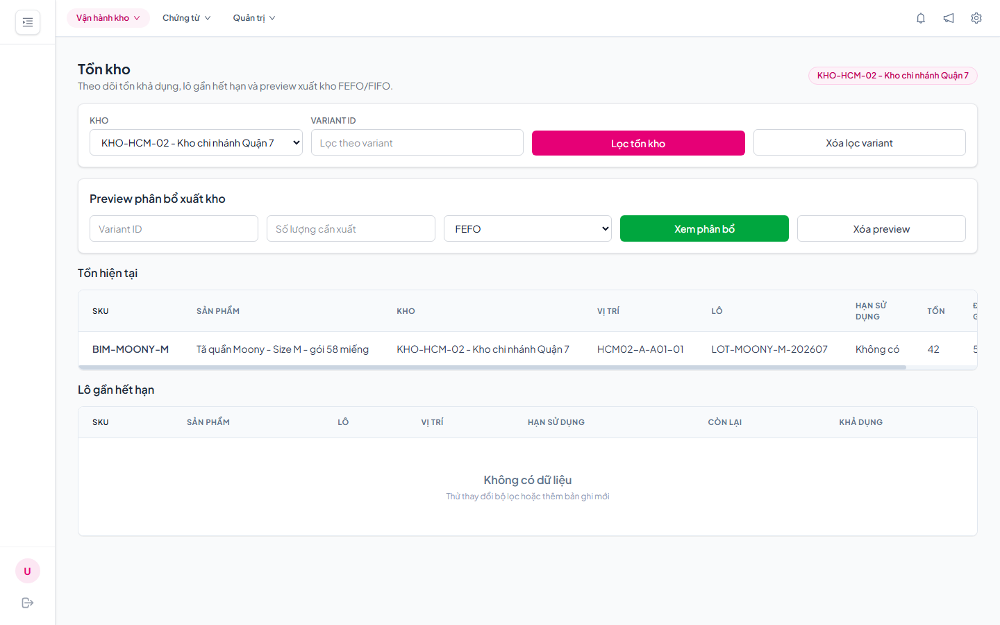 Vận hành kho Chứng từ Quản trị
Tồn kho
Theo dõi tồn khả dụng, lô gần hết hạn và preview xuất kho FEFO/FIFO.
KHO-HCM-02 - Kho chi nhánh Quận 7
KHO VARIANT ID
KHO-HCM-02 - Kho chi nhánh Quận 7 Lọc theo variant Lọc tồn kho Xóa lọc variant
Preview phân bổ xuất kho
Variant ID Số lượng cần xuất FEFO Xem phân bổ Xóa preview
Tồn hiện tại
SKU SẢN PHẨM KHO VỊ TRÍ LÔ HẠN SỬ DỤNG TỒN
BIM-MOONY-M Tã quần Moony - Size M - gói 58 miếng KHO-HCM-02 - Kho chi nhánh Quận 7 HCM02-A-A01-01 LOT-MOONY-M-202607 Không có 42
Lô gần hết hạn
SKU SẢN PHẨM LÔ VỊ TRÍ HẠN SỬ DỤNG CÒN LẠI KHẢ DỤNG
Không có dữ liệu
Thử thay đổi bộ lọc hoặc thêm bản ghi mới
U